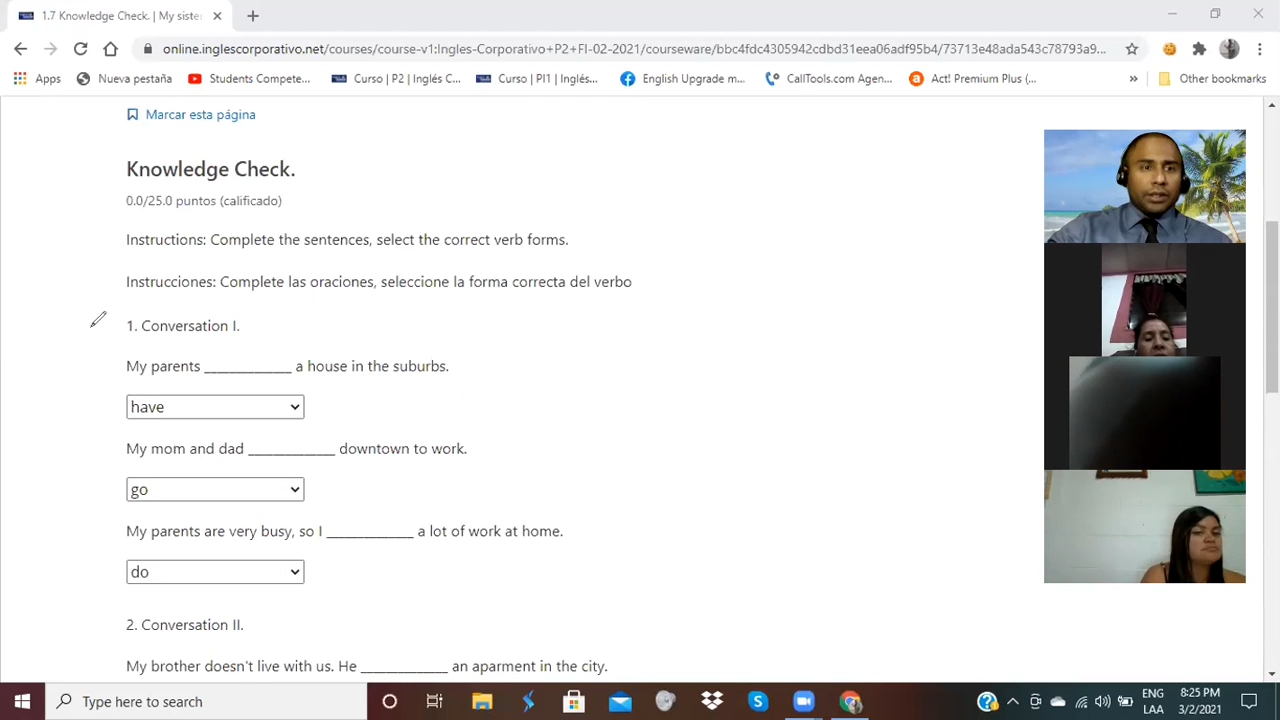 1.7 Knowledge Check. | My siste
online.inglescorporativo.net/courses/course-v1:Ingles-Corporativo+P2+FI-02-2021/courseware/bbc4fdc4305942cdbd31eea06adf95b4/73713e48ada543c78793a9...
Apps Nueva pestaña Students Compete... Curso | P2 | Inglés C... Curso | PI1 | Inglés... English Upgrade m... CallTools.com Agen... Act! Premium Plus (... » Other bookmarks
Marcar esta página
Knowledge Check.
0.0/25.0 puntos (calificado)
Instructions: Complete the sentences, select the correct verb forms.
Instrucciones: Complete las oraciones, seleccione la forma correcta del verbo
1. Conversation I.
My parents ______________ a house in the suburbs.
have
My mom and dad ______________ downtown to work.
go
My parents are very busy, so I ______________ a lot of work at home.
do
2. Conversation II.
My brother doesn't live with us. He ______________ an aparment in the city.
Type here to search
ENG
LAA
8:25 PM
3/2/2021